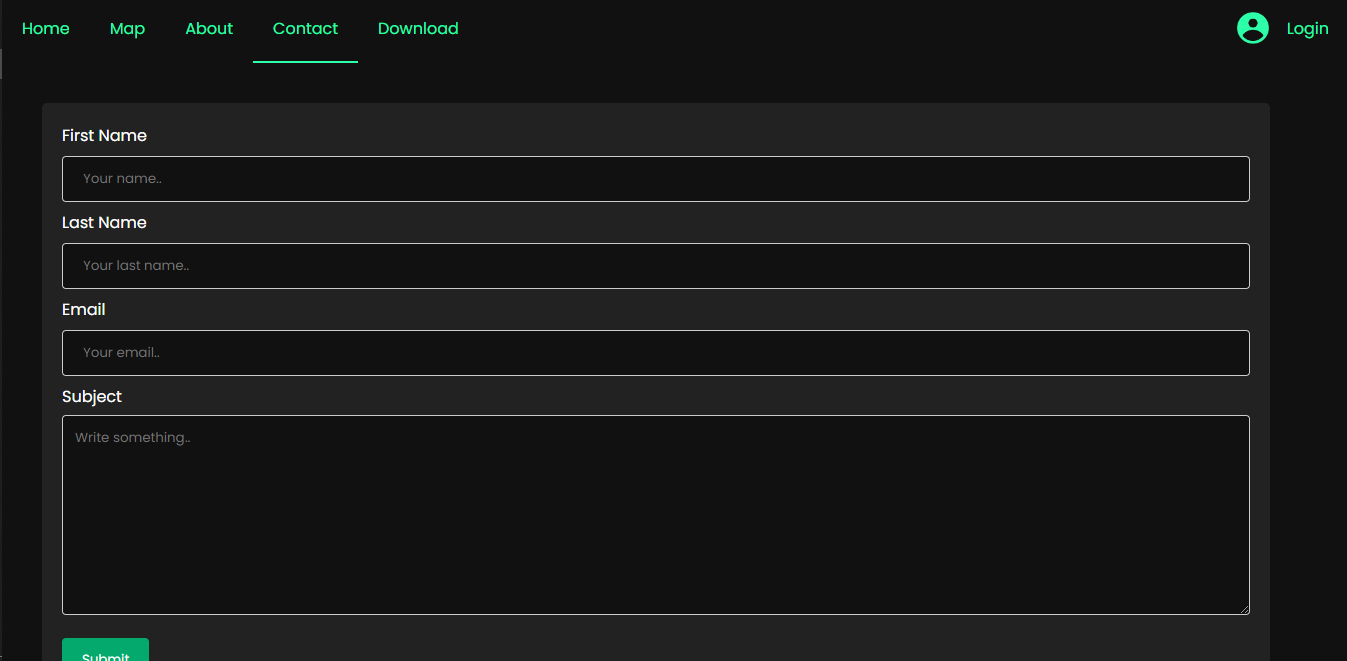 Home Map About Contact Download Login
First Name
Your name..
Last Name
Your last name..
Email
Your email..
Subject
Write something..
Submit